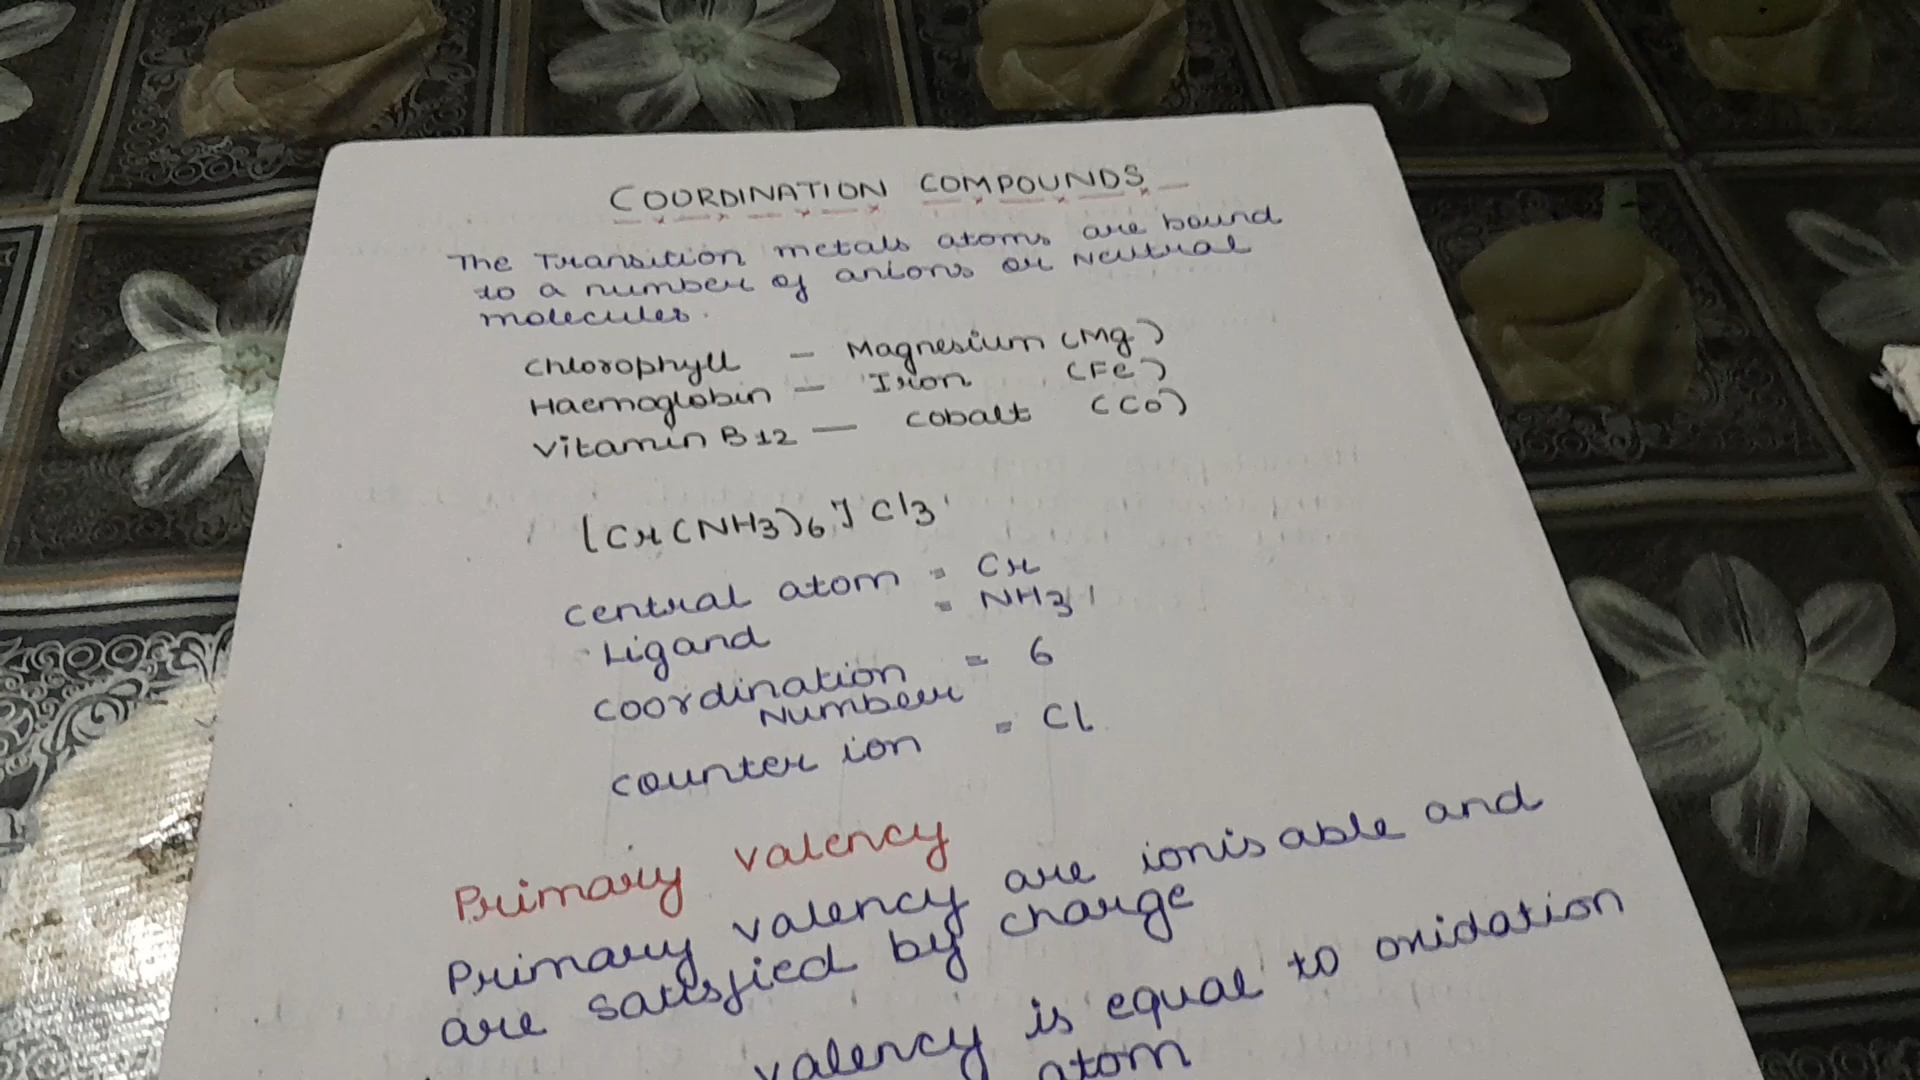 COORDINATION COMPOUNDS
The Transition metals atoms are bound
to a number of anions or Neutral
molecules.
Chlorophyll - Magnesium (Mg)
Haemoglobin - Iron (Fe)
Vitamin B12 - Cobalt (Co)
[Cr(NH3)6]Cl3
Central atom = Cr
Ligand = NH3
Coordination Number = 6
Counter ion = Cl
Primary valency
Primary valency are ionisable and
are satisfied by charge
valency is equal to oxidation
atom